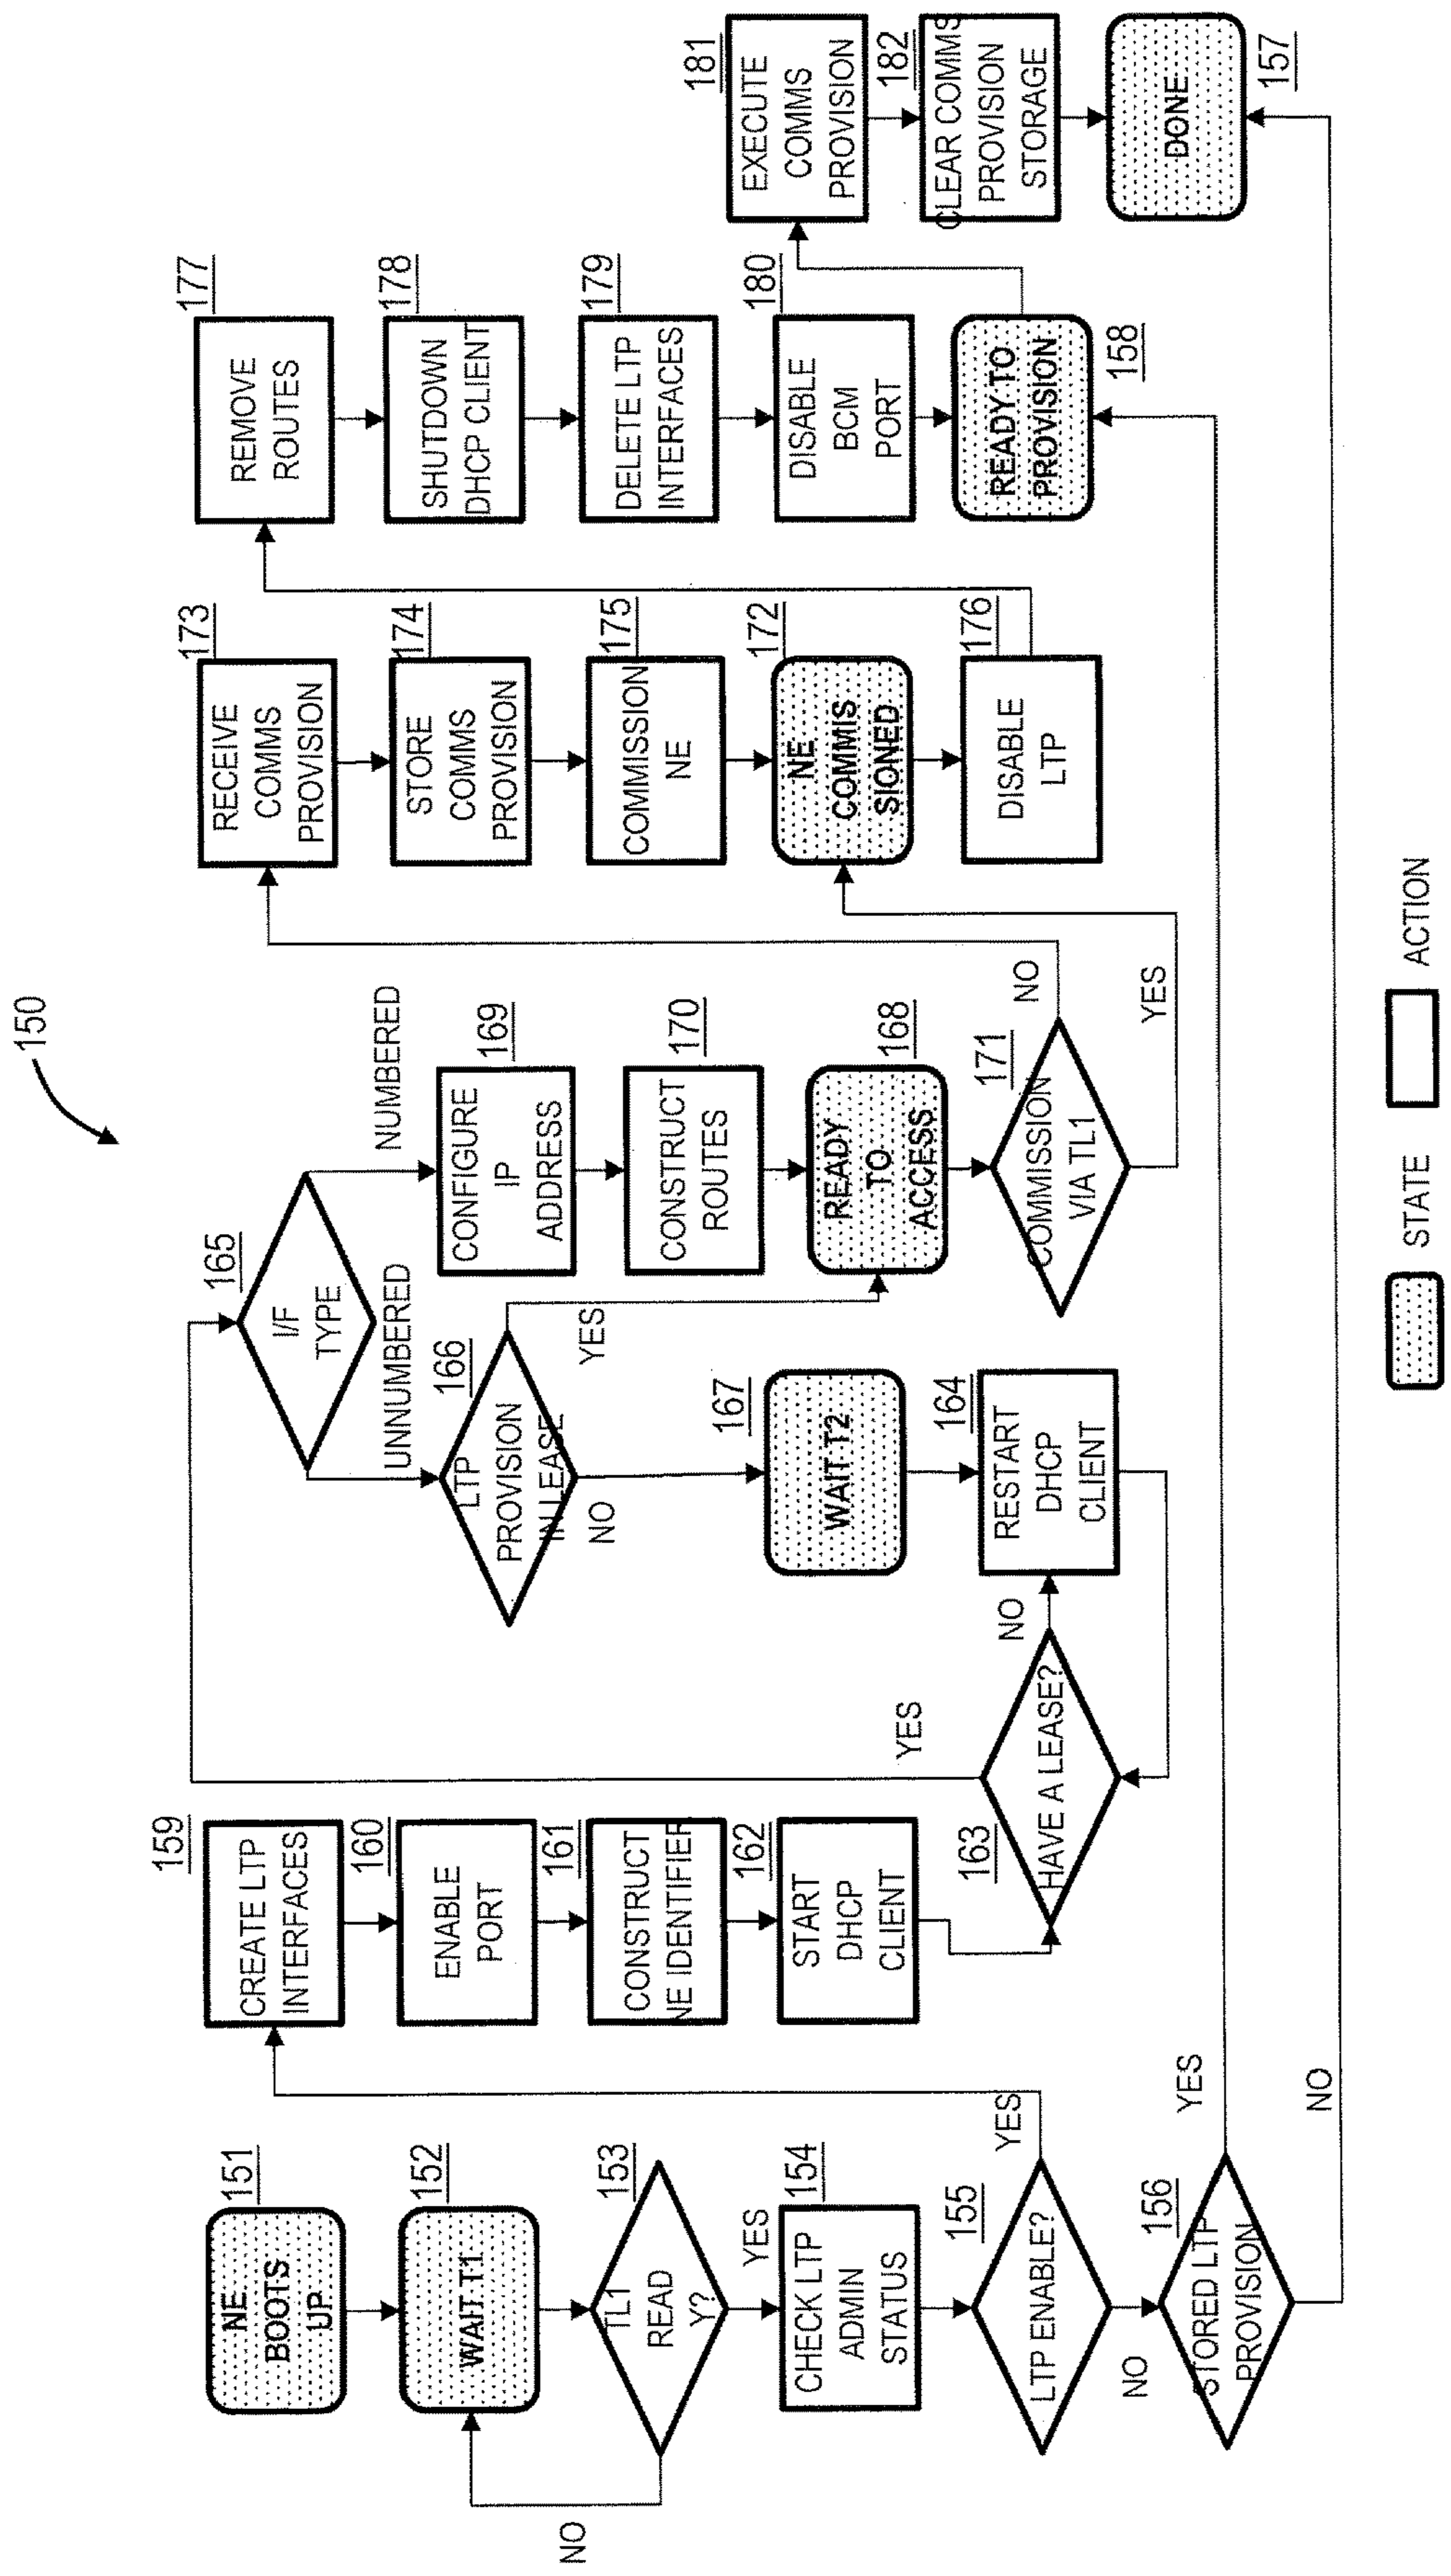 150
151
NE
BOOTS
UP
152
WAIT T1
153
TL1
READ
Y?
NO
YES
154
CHECK LTP
ADMIN
STATUS
155
LTP ENABLE?
YES
NO
156
STORED LTP
PROVISION
YES
NO
159
CREATE LTP
INTERFACES
160
ENABLE
PORT
161
CONSTRUCT
NE IDENTIFIER
162
START
DHCP
CLIENT
163
HAVE A LEASE?
YES
NO
165
I/F
TYPE
UNNUMBERED
NUMBERED
166
LTP
PROVISION
IN LEASE
YES
NO
167
WAIT T2
164
RESTART
DHCP
CLIENT
169
CONFIGURE
IP
ADDRESS
170
CONSTRUCT
ROUTES
168
READY
TO
ACCESS
171
COMMISSION
VIA TL1
NO
YES
173
RECEIVE
COMMS
PROVISION
174
STORE
COMMS
PROVISION
175
COMMISSION
NE
172
NE
COMMIS
SIONED
176
DISABLE
LTP
177
REMOVE
ROUTES
178
SHUTDOWN
DHCP CLIENT
179
DELETE LTP
INTERFACES
180
DISABLE
BCM
PORT
158
READY TO
PROVISION
181
EXECUTE
COMMS
PROVISION
182
CLEAR COMMS
PROVISION
STORAGE
DONE
157
STATE
ACTION